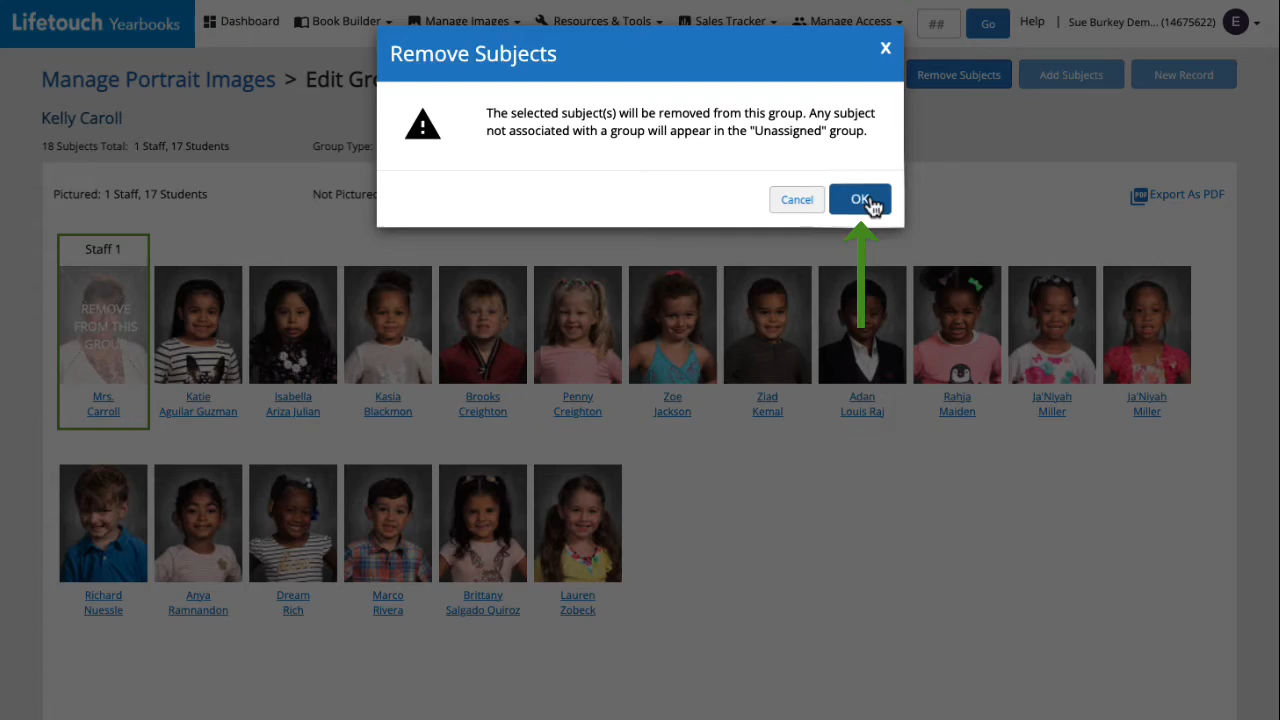 Lifetouch Yearbooks
Dashboard Book Builder Manage Images Resources & Tools Sales Tracker Manage Access ## Go Help | Sue Burkey Dem... (14675622) E
Remove Subjects X
Manage Portrait Images > Edit Gr
Remove Subjects Add Subjects New Record
The selected subject(s) will be removed from this group. Any subject
not associated with a group will appear in the "Unassigned" group.
Kelly Caroll
18 Subjects Total: 1 Staff, 17 Students Group Type:
Pictured: 1 Staff, 17 Students Not Pictured
Cancel OK
PDF Export As PDF
Staff 1
REMOVE
FROM THIS
GROUP
Mrs.
Carroll
Katie
Aguilar Guzman
Isabella
Ariza Julian
Kasia
Blackmon
Brooks
Creighton
Penny
Creighton
Zoe
Jackson
Ziad
Kemal
Adan
Louis Raj
Rahja
Maiden
Ja'Niyah
Miller
Ja'Niyah
Miller
Richard
Nuessle
Anya
Ramnandon
Dream
Rich
Marco
Rivera
Brittany
Salgado Quiroz
Lauren
Zobeck